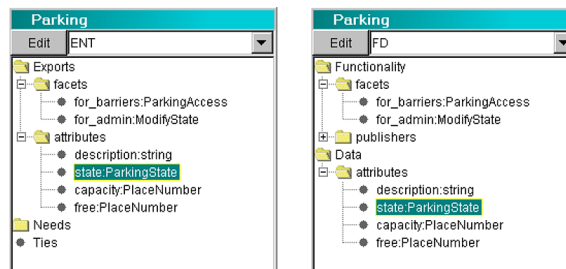 Parking
Edit ENT
Exports
facets
for_barriers:ParkingAccess
for_admin:ModifyState
attributes
description:string
state:ParkingState
capacity:PlaceNumber
free:PlaceNumber
Needs
Ties
Parking
Edit FD
Functionality
facets
for_barriers:ParkingAccess
for_admin:ModifyState
publishers
Data
attributes
description:string
state:ParkingState
capacity:PlaceNumber
free:PlaceNumber